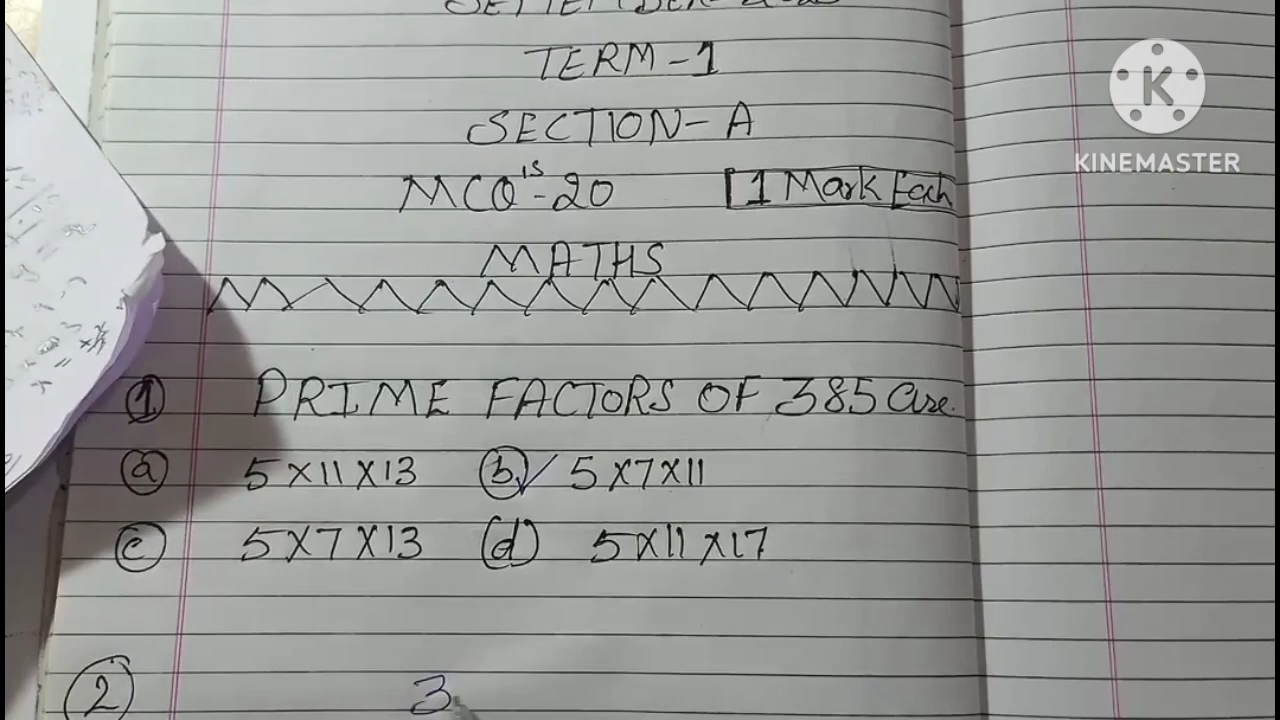 TERM-1
SECTION-A
MCQ's-20 [1 Mark Each
MATHS
1 PRIME FACTORS OF 385 are.
a 5×11×13 b ✓ 5×7×11
c 5×7×13 (d) 5×11×17
2 3
K
KINEMASTER